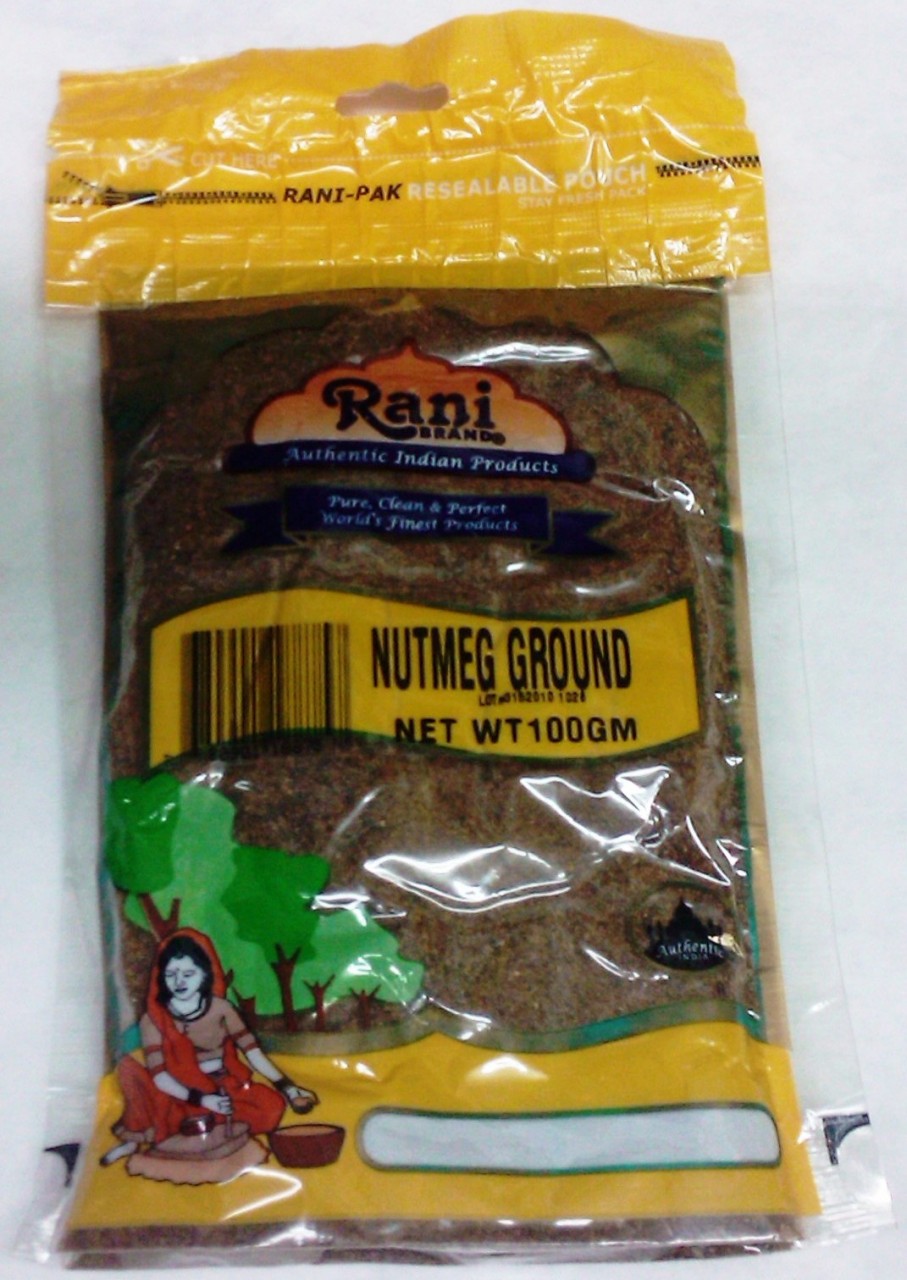 CUT HERE
RANI-PAK RESEALABLE POUCH
STAY FRESH PACK
Rani
BRAND
Authentic Indian Products
Pure, Clean & Perfect
World's Finest Products
NUTMEG GROUND
NET WT100GM
Authentic
INDIA